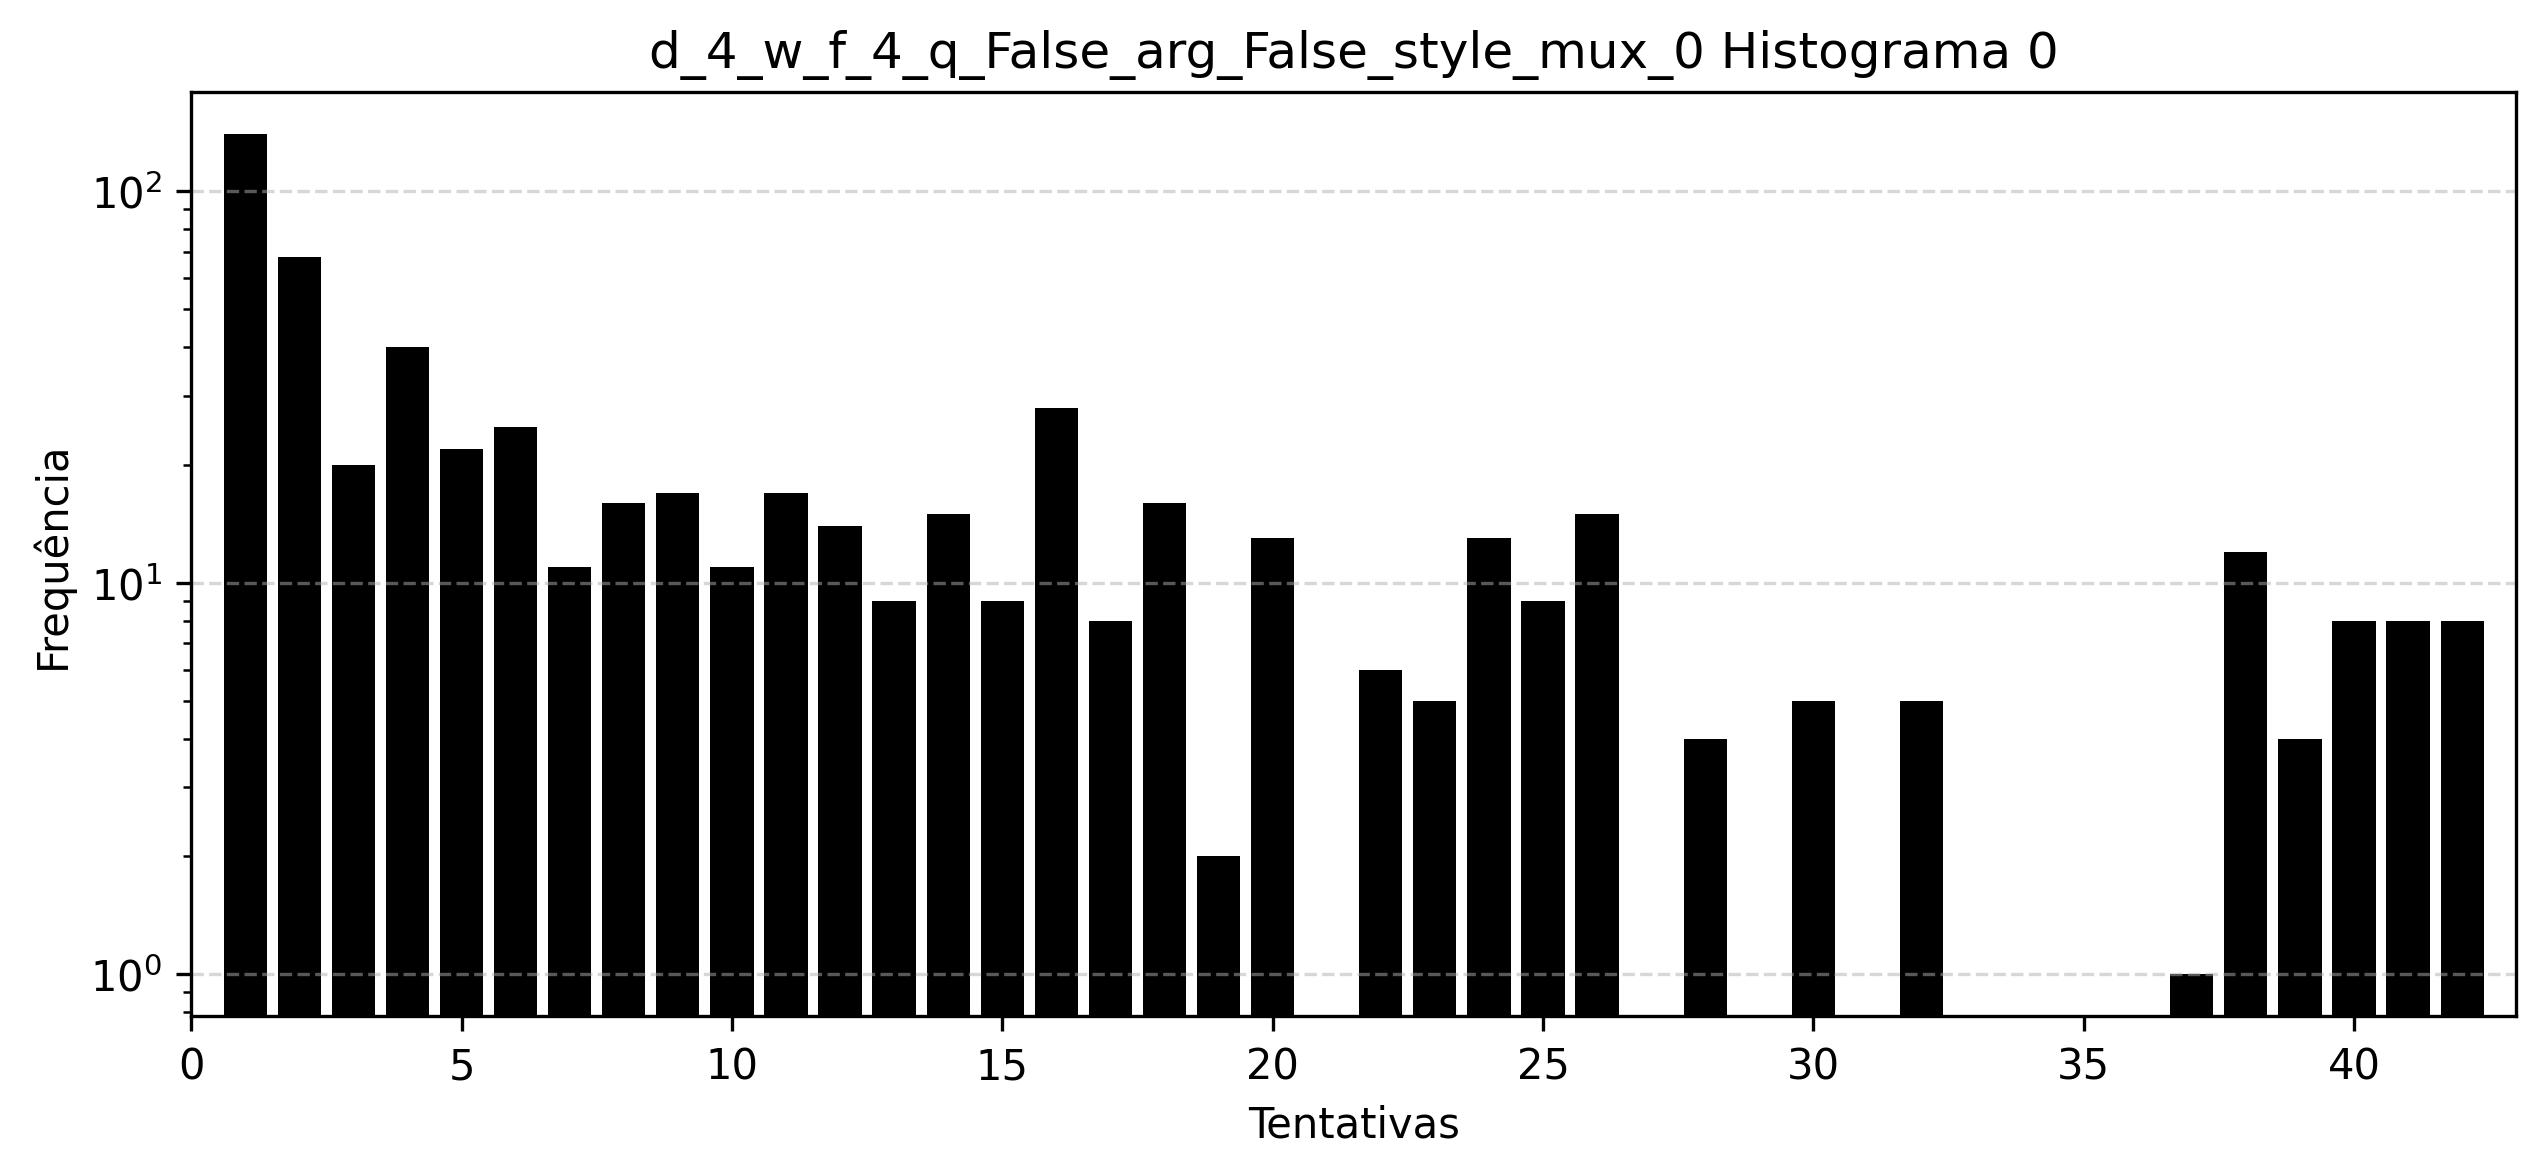 d_4_w_f_4_q_False_arg_False_style_mux_0 Histograma 0
Frequência
10²
10¹
10⁰
0 5 10 15 20 25 30 35 40
Tentativas